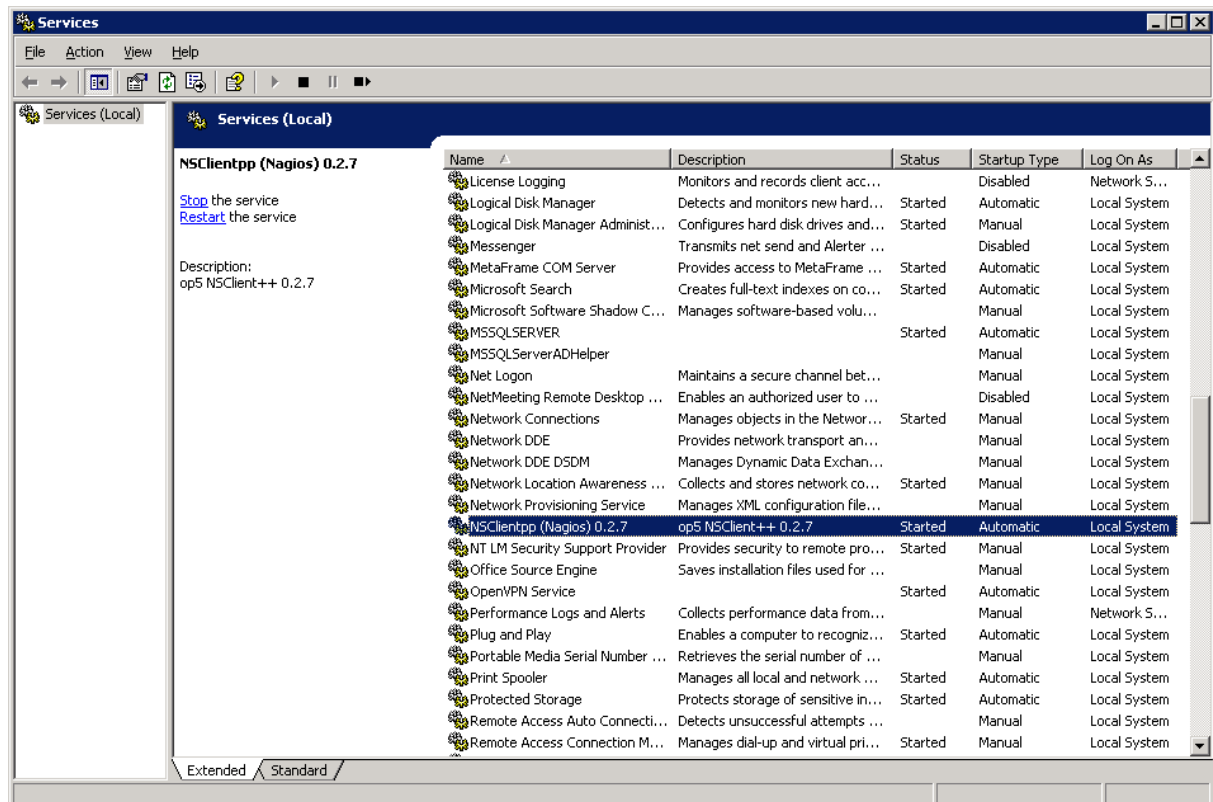 Services
File Action View Help
Services (Local)
Services (Local)
NSClientpp (Nagios) 0.2.7
Stop the service
Restart the service
Description:
op5 NSClient++ 0.2.7
Name Description Status Startup Type Log On As
License Logging Monitors and records client acc... Disabled Network S...
Logical Disk Manager Detects and monitors new hard... Started Automatic Local System
Logical Disk Manager Administ... Configures hard disk drives and... Started Manual Local System
Messenger Transmits net send and Alerter ... Disabled Local System
MetaFrame COM Server Provides access to MetaFrame ... Started Automatic Local System
Microsoft Search Creates full-text indexes on co... Started Automatic Local System
Microsoft Software Shadow C... Manages software-based volu... Manual Local System
MSSQLSERVER Started Automatic Local System
MSSQLServerADHelper Manual Local System
Net Logon Maintains a secure channel bet... Manual Local System
NetMeeting Remote Desktop ... Enables an authorized user to ... Disabled Local System
Network Connections Manages objects in the Networ... Started Manual Local System
Network DDE Provides network transport an... Manual Local System
Network DDE DSDM Manages Dynamic Data Exchan... Manual Local System
Network Location Awareness ... Collects and stores network co... Started Manual Local System
Network Provisioning Service Manages XML configuration file... Manual Local System
NSClientpp (Nagios) 0.2.7 op5 NSClient++ 0.2.7 Started Automatic Local System
NT LM Security Support Provider Provides security to remote pro... Started Manual Local System
Office Source Engine Saves installation files used for ... Manual Local System
OpenVPN Service Started Automatic Local System
Performance Logs and Alerts Collects performance data from... Manual Network S...
Plug and Play Enables a computer to recogniz... Started Automatic Local System
Portable Media Serial Number ... Retrieves the serial number of ... Manual Local System
Print Spooler Manages all local and network ... Started Automatic Local System
Protected Storage Protects storage of sensitive in... Started Automatic Local System
Remote Access Auto Connecti... Detects unsuccessful attempts ... Manual Local System
Remote Access Connection M... Manages dial-up and virtual pri... Started Manual Local System
Extended Standard